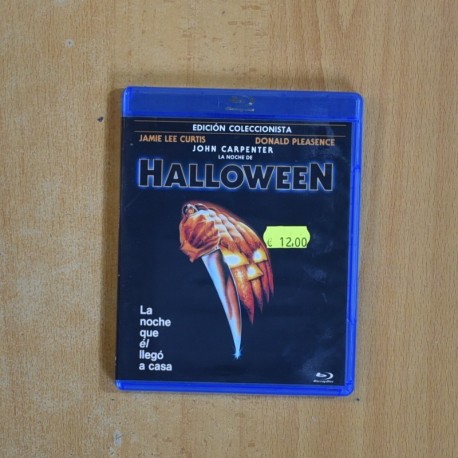 EDICIÓN COLECCIONISTA
JAMIE LEE CURTIS DONALD PLEASENCE
JOHN CARPENTER
LA NOCHE DE
HALLOWEEN
€ 12,00
La
noche
que
él
llegó
a casa